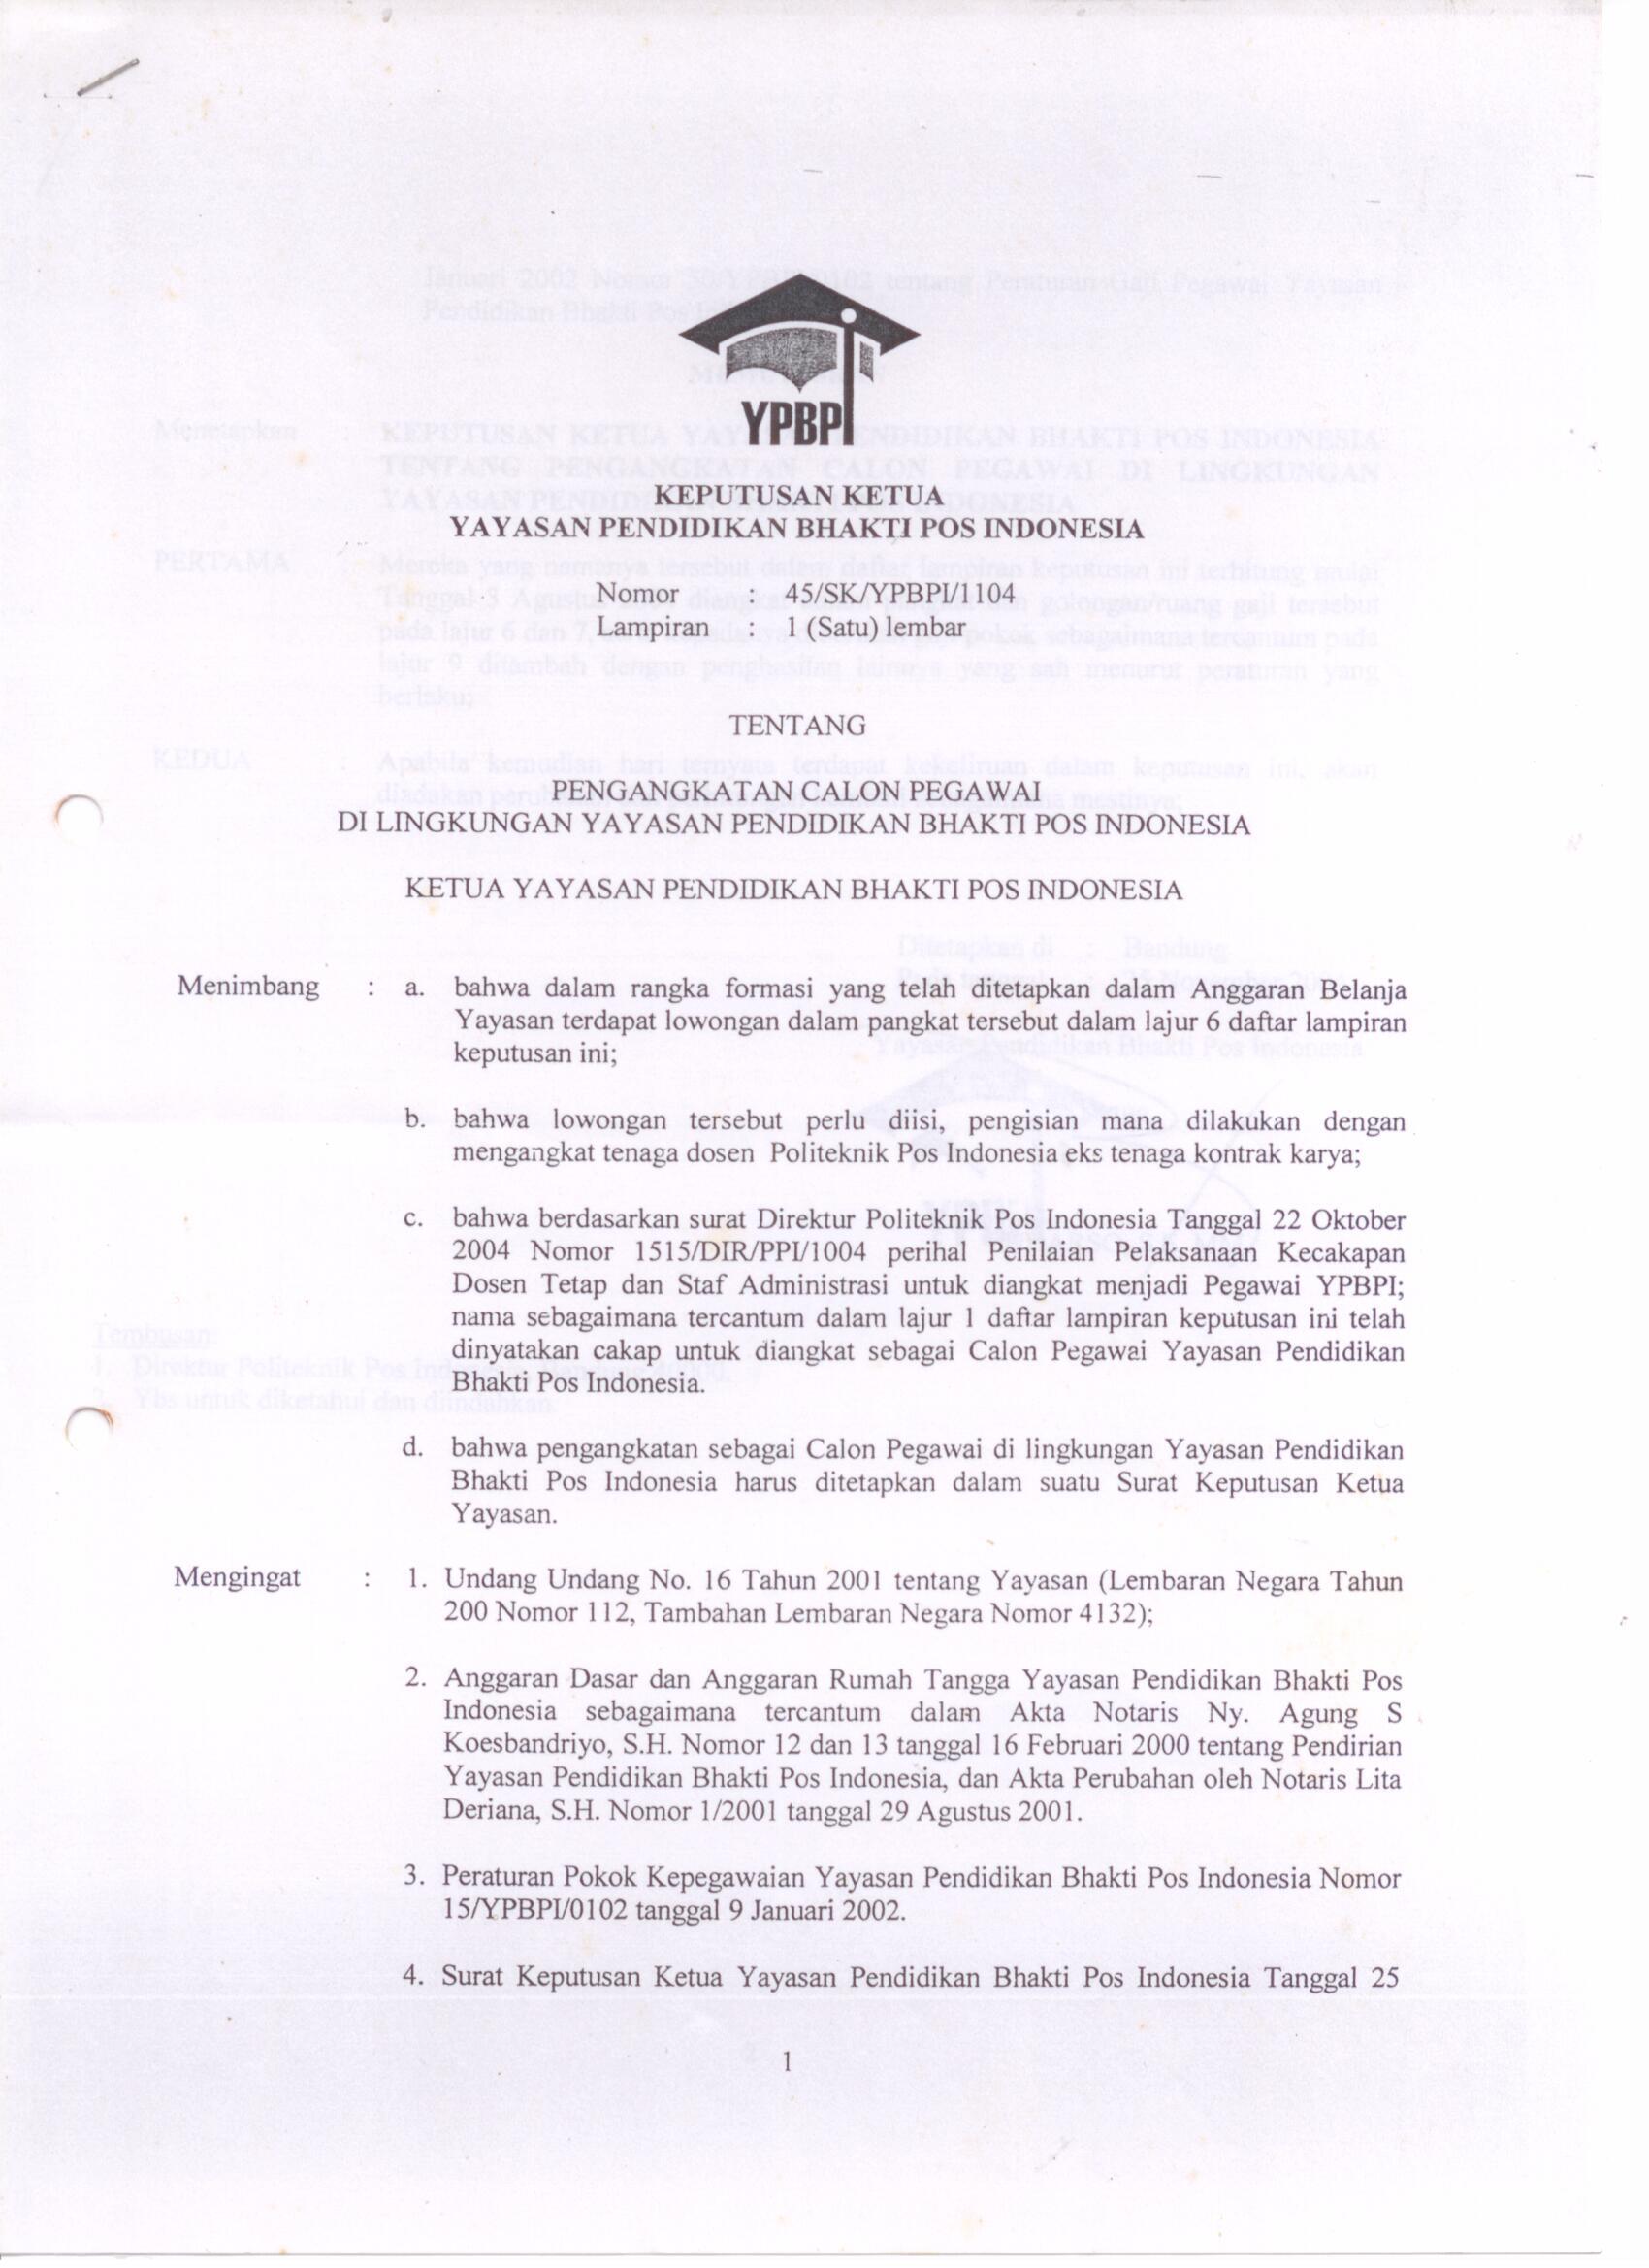 YPBPI
KEPUTUSAN KETUA
YAYASAN PENDIDIKAN BHAKTI POS INDONESIA
Nomor : 45/SK/YPBPI/1104
Lampiran : 1 (Satu) lembar
TENTANG
PENGANGKATAN CALON PEGAWAI
DI LINGKUNGAN YAYASAN PENDIDIKAN BHAKTI POS INDONESIA
KETUA YAYASAN PENDIDIKAN BHAKTI POS INDONESIA
Menimbang : a. bahwa dalam rangka formasi yang telah ditetapkan dalam Anggaran Belanja
Yayasan terdapat lowongan dalam pangkat tersebut dalam lajur 6 daftar lampiran
keputusan ini;
b. bahwa lowongan tersebut perlu diisi, pengisian mana dilakukan dengan
mengangkat tenaga dosen Politeknik Pos Indonesia eks tenaga kontrak karya;
c. bahwa berdasarkan surat Direktur Politeknik Pos Indonesia Tanggal 22 Oktober
2004 Nomor 1515/DIR/PPI/1004 perihal Penilaian Pelaksanaan Kecakapan
Dosen Tetap dan Staf Administrasi untuk diangkat menjadi Pegawai YPBPI;
nama sebagaimana tercantum dalam lajur 1 daftar lampiran keputusan ini telah
dinyatakan cakap untuk diangkat sebagai Calon Pegawai Yayasan Pendidikan
Bhakti Pos Indonesia.
d. bahwa pengangkatan sebagai Calon Pegawai di lingkungan Yayasan Pendidikan
Bhakti Pos Indonesia harus ditetapkan dalam suatu Surat Keputusan Ketua
Yayasan.
Mengingat : 1. Undang Undang No. 16 Tahun 2001 tentang Yayasan (Lembaran Negara Tahun
200 Nomor 112, Tambahan Lembaran Negara Nomor 4132);
2. Anggaran Dasar dan Anggaran Rumah Tangga Yayasan Pendidikan Bhakti Pos
Indonesia sebagaimana tercantum dalam Akta Notaris Ny. Agung S
Koesbandriyo, S.H. Nomor 12 dan 13 tanggal 16 Februari 2000 tentang Pendirian
Yayasan Pendidikan Bhakti Pos Indonesia, dan Akta Perubahan oleh Notaris Lita
Deriana, S.H. Nomor 1/2001 tanggal 29 Agustus 2001.
3. Peraturan Pokok Kepegawaian Yayasan Pendidikan Bhakti Pos Indonesia Nomor
15/YPBPI/0102 tanggal 9 Januari 2002.
4. Surat Keputusan Ketua Yayasan Pendidikan Bhakti Pos Indonesia Tanggal 25
1